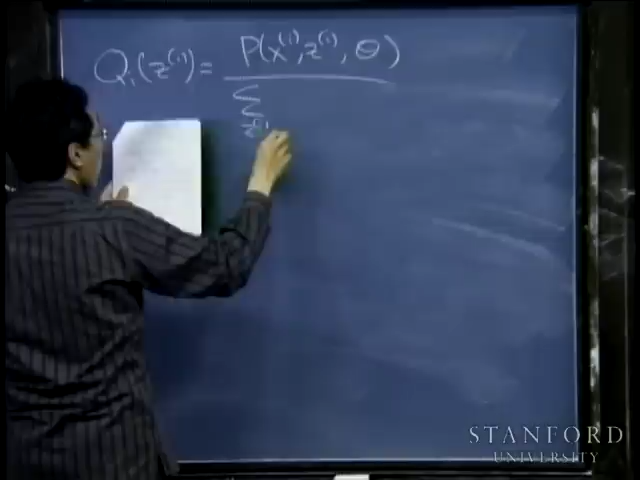 Q_i(z^(i)) = P(x^(i), z^(i), θ)
Σ
z^(i
STANFORD
UNIVERSITY